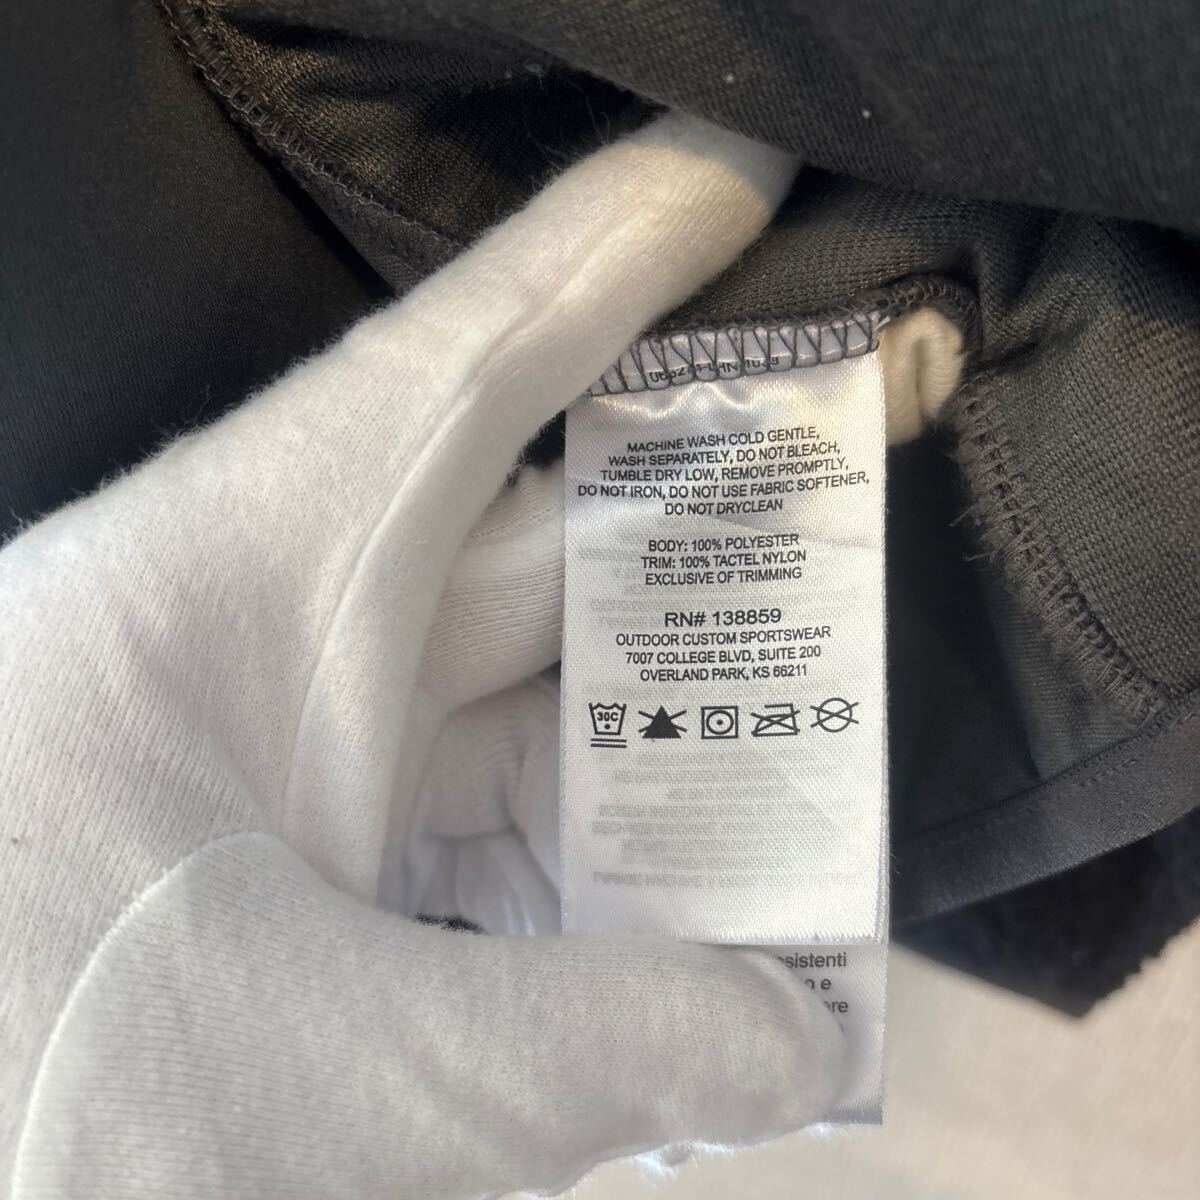 MACHINE WASH COLD GENTLE,
WASH SEPARATELY, DO NOT BLEACH,
TUMBLE DRY LOW, REMOVE PROMPTLY,
DO NOT IRON, DO NOT USE FABRIC SOFTENER,
DO NOT DRYCLEAN
BODY: 100% POLYESTER
TRIM: 100% TACTEL NYLON
EXCLUSIVE OF TRIMMING
RN# 138859
OUTDOOR CUSTOM SPORTSWEAR
7007 COLLEGE BLVD, SUITE 200
OVERLAND PARK, KS 66211
30C
o e